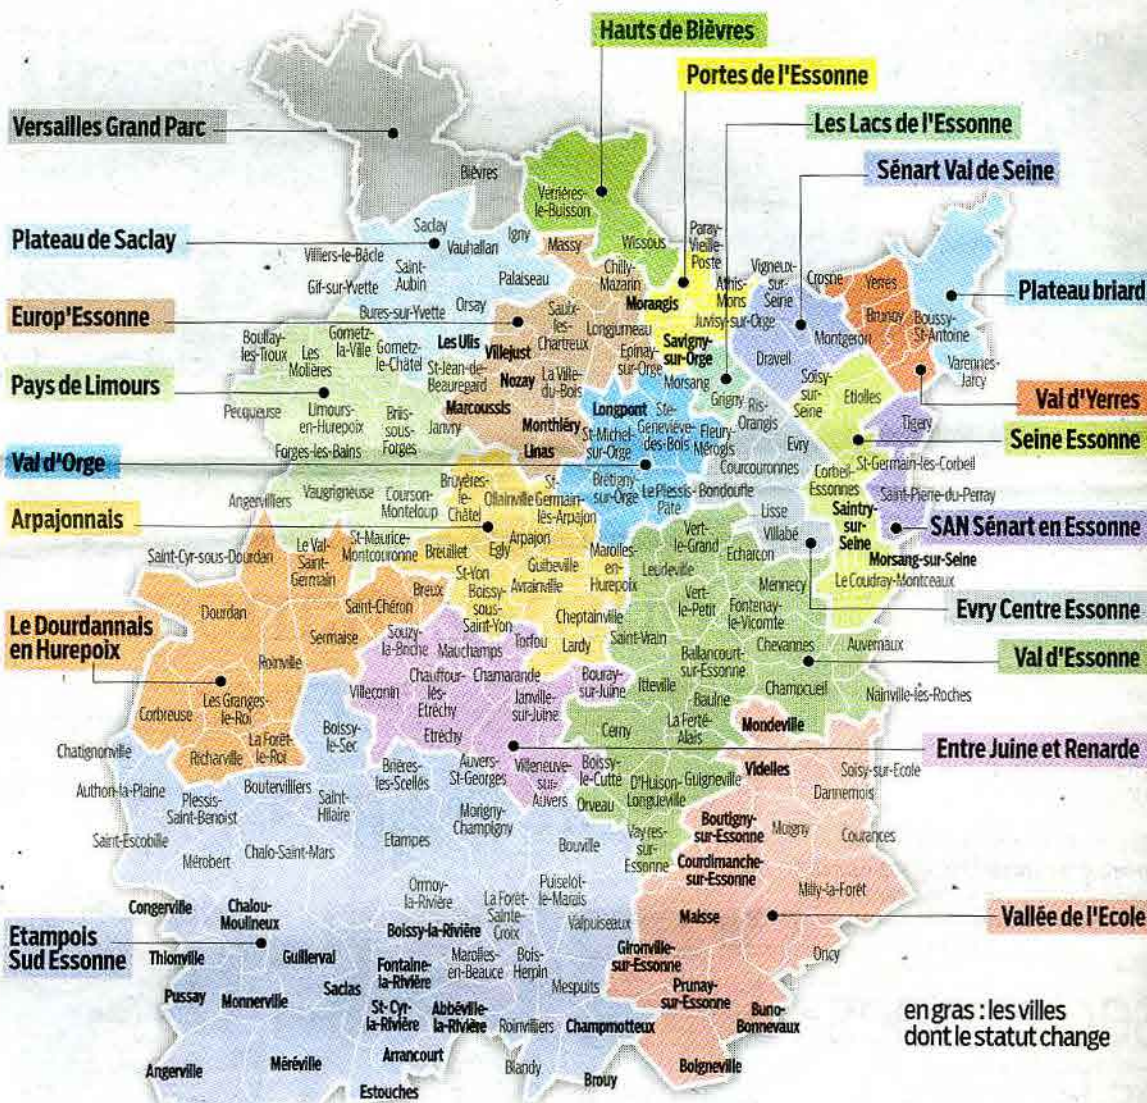 Hauts de Bièvres
Portes de l'Essonne
Versailles Grand Parc
Les Lacs de l'Essonne
Sénart Val de Seine
Bièvres
Verrières-
le-Buisson
Plateau de Saclay
Saclay
Vauhallan
Igny
Massy
Wissous
Paray-
Vieille-
Poste
Villiers-le-Bâcle
Saint-
Aubin
Palaiseau
Chilly-
Mazarin
Vigneux-
sur-
Seine
Crosne
Yerres
Plateau briard
Gif-sur-Yvette
Orsay
Morangis
Athis-
Mons
Brunoy
Boussy-
St-Antoine
Europ'Essonne
Bures-sur-Yvette
Saulx-
les-
Chartreux
Longjumeau
Juvisy-sur-Orge
Montgeron
Boullay-
les-Troux
Gometz-
la-Ville
Gometz-
le-Châtel
Les Ulis
Villejust
Savigny-
sur-Orge
Draveil
Varennes-
Jarcy
Pays de Limours
Les
Molières
St-Jean-de-
Beauregard
Nozay
La Ville-
du-Bois
Epinay-
sur-Orge
Morsang
Grigny
Soisy-
sur-
Seine
Etiolles
Val d'Yerres
Pecqueuse
Limours-
en-Hurepoix
Briis-
sous-
Forges
Janvry
Marcoussis
Longpont
Ste-
Geneviève-
des-Bois
Ris-
Orangis
Tigery
Seine Essonne
Monthléry
St-Michel-
sur-Orge
Fleury-
Mérogis
Evry
Val d'Orge
Forges-les-Bains
Linas
Courcouronnes
St-Germain-lès-Corbeil
Angervilliers
Vaugrigneuse
Courson-
Monteloup
Bruyères-
le-
Châtel
Ollainville
St-
Germain-
lès-Arpajon
Brétigny-
sur-Orge
Le Plessis-
Pâté
Bondoufle
Corbeil-
Essonnes
Saint-Pierre-du-Perray
Arpajonnais
Arpajon
Lisse
Saintry-
sur-
Seine
SAN Sénart en Essonne
Saint-Cyr-sous-Dourdan
Le Val-
Saint-
Germain
St-Maurice-
Montcouronne
Breuillet
Egly
Guibeville
Marolles-
en-
Hurepoix
Vert-
le-Grand
Echarcon
Villabé
Morsang-sur-Seine
Leudeville
Le Coudray-Montceaux
St-Yon
Avrainville
Mennecy
Evry Centre Essonne
Dourdan
Saint-Chéron
Breux
Boissy-
sous-
Saint-Yon
Cheptainville
Vert-
le-Petit
Fontenay-
le-Vicomte
Le Dourdannais
en Hurepoix
Sermaise
Souzy-
la-Briche
Mauchamps
Torfou
Lardy
Saint-Vrain
Chevannes
Auvernaux
Val d'Essonne
Roinville
Ballancourt-
sur-Essonne
Chauffour-
lès-
Etréchy
Chamarande
Bouray-
sur-Juine
Itteville
Champcueil
Nainville-les-Roches
Corbreuse
Les Granges-
le-Roi
Villeconin
Janville-
sur-Juine
Baulne
Mondeville
Chatignonville
Richarville
La Forêt-
le-Roi
Boissy-
le-Sec
Etréchy
Cerny
La Ferté-
Alais
Entre Juine et Renarde
Brières-
les-Scellés
Auvers-
St-Georges
Villeneuve-
sur-
Auvers
Boissy-
le-Cutté
Videlles
Soisy-sur-Ecole
Authon-la-Plaine
Plessis-
Saint-Benoist
Boutervilliers
Saint-
Hilaire
Orveau
D'Huison-
Longueville
Guigneville
Dannemois
Saint-Escobille
Mérobert
Chalo-Saint-Mars
Etampes
Morigny-
Champigny
Bouville
Vayres-
sur-
Essonne
Boutigny-
sur-Essonne
Moigny
Courances
Courdimanche-
sur-Essonne
Congerville
Chalou-
Moulineux
Ormoy-
la-Rivière
La Forêt-
Sainte-
Croix
Puiselet-
le-Marais
Valpuiseaux
Maisse
Milly-la-Forêt
Vallée de l'Ecole
Boissy-la-Rivière
Etampois
Sud Essonne
Thionville
Guillerval
Fontaine-
la-Rivière
Marolles-
en-Beauce
Bois-
Herpin
Gironville-
sur-Essonne
Oncy
Pussay
Monnerville
Saclas
Mespuits
Prunay-
sur-Essonne
St-Cyr-
la-Rivière
Abbéville-
la-Rivière
Roinvilliers
Champmotteux
Buno-
Bonnevaux
en gras : les villes
dont le statut change
Angerville
Méréville
Arrancourt
Blandy
Boigneville
Estouches
Brouy